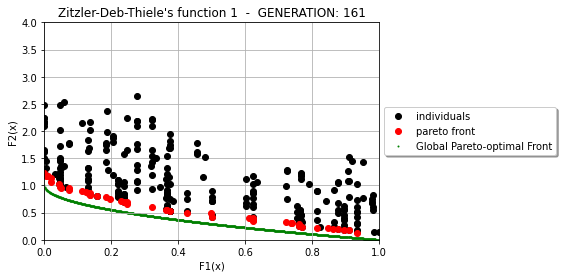 Zitzler-Deb-Thiele's function 1 - GENERATION: 161
4.0
3.5
3.0
2.5
2.0
1.5
1.0
0.5
0.0
F2(x)
0.0 0.2 0.4 0.6 0.8 1.0
F1(x)
individuals
pareto front
Global Pareto-optimal Front